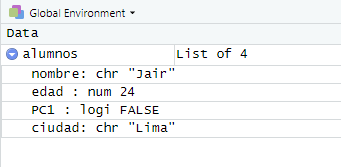 Global Environment
Data
alumnos List of 4
nombre: chr "Jair"
edad : num 24
PC1 : logi FALSE
ciudad: chr "Lima"